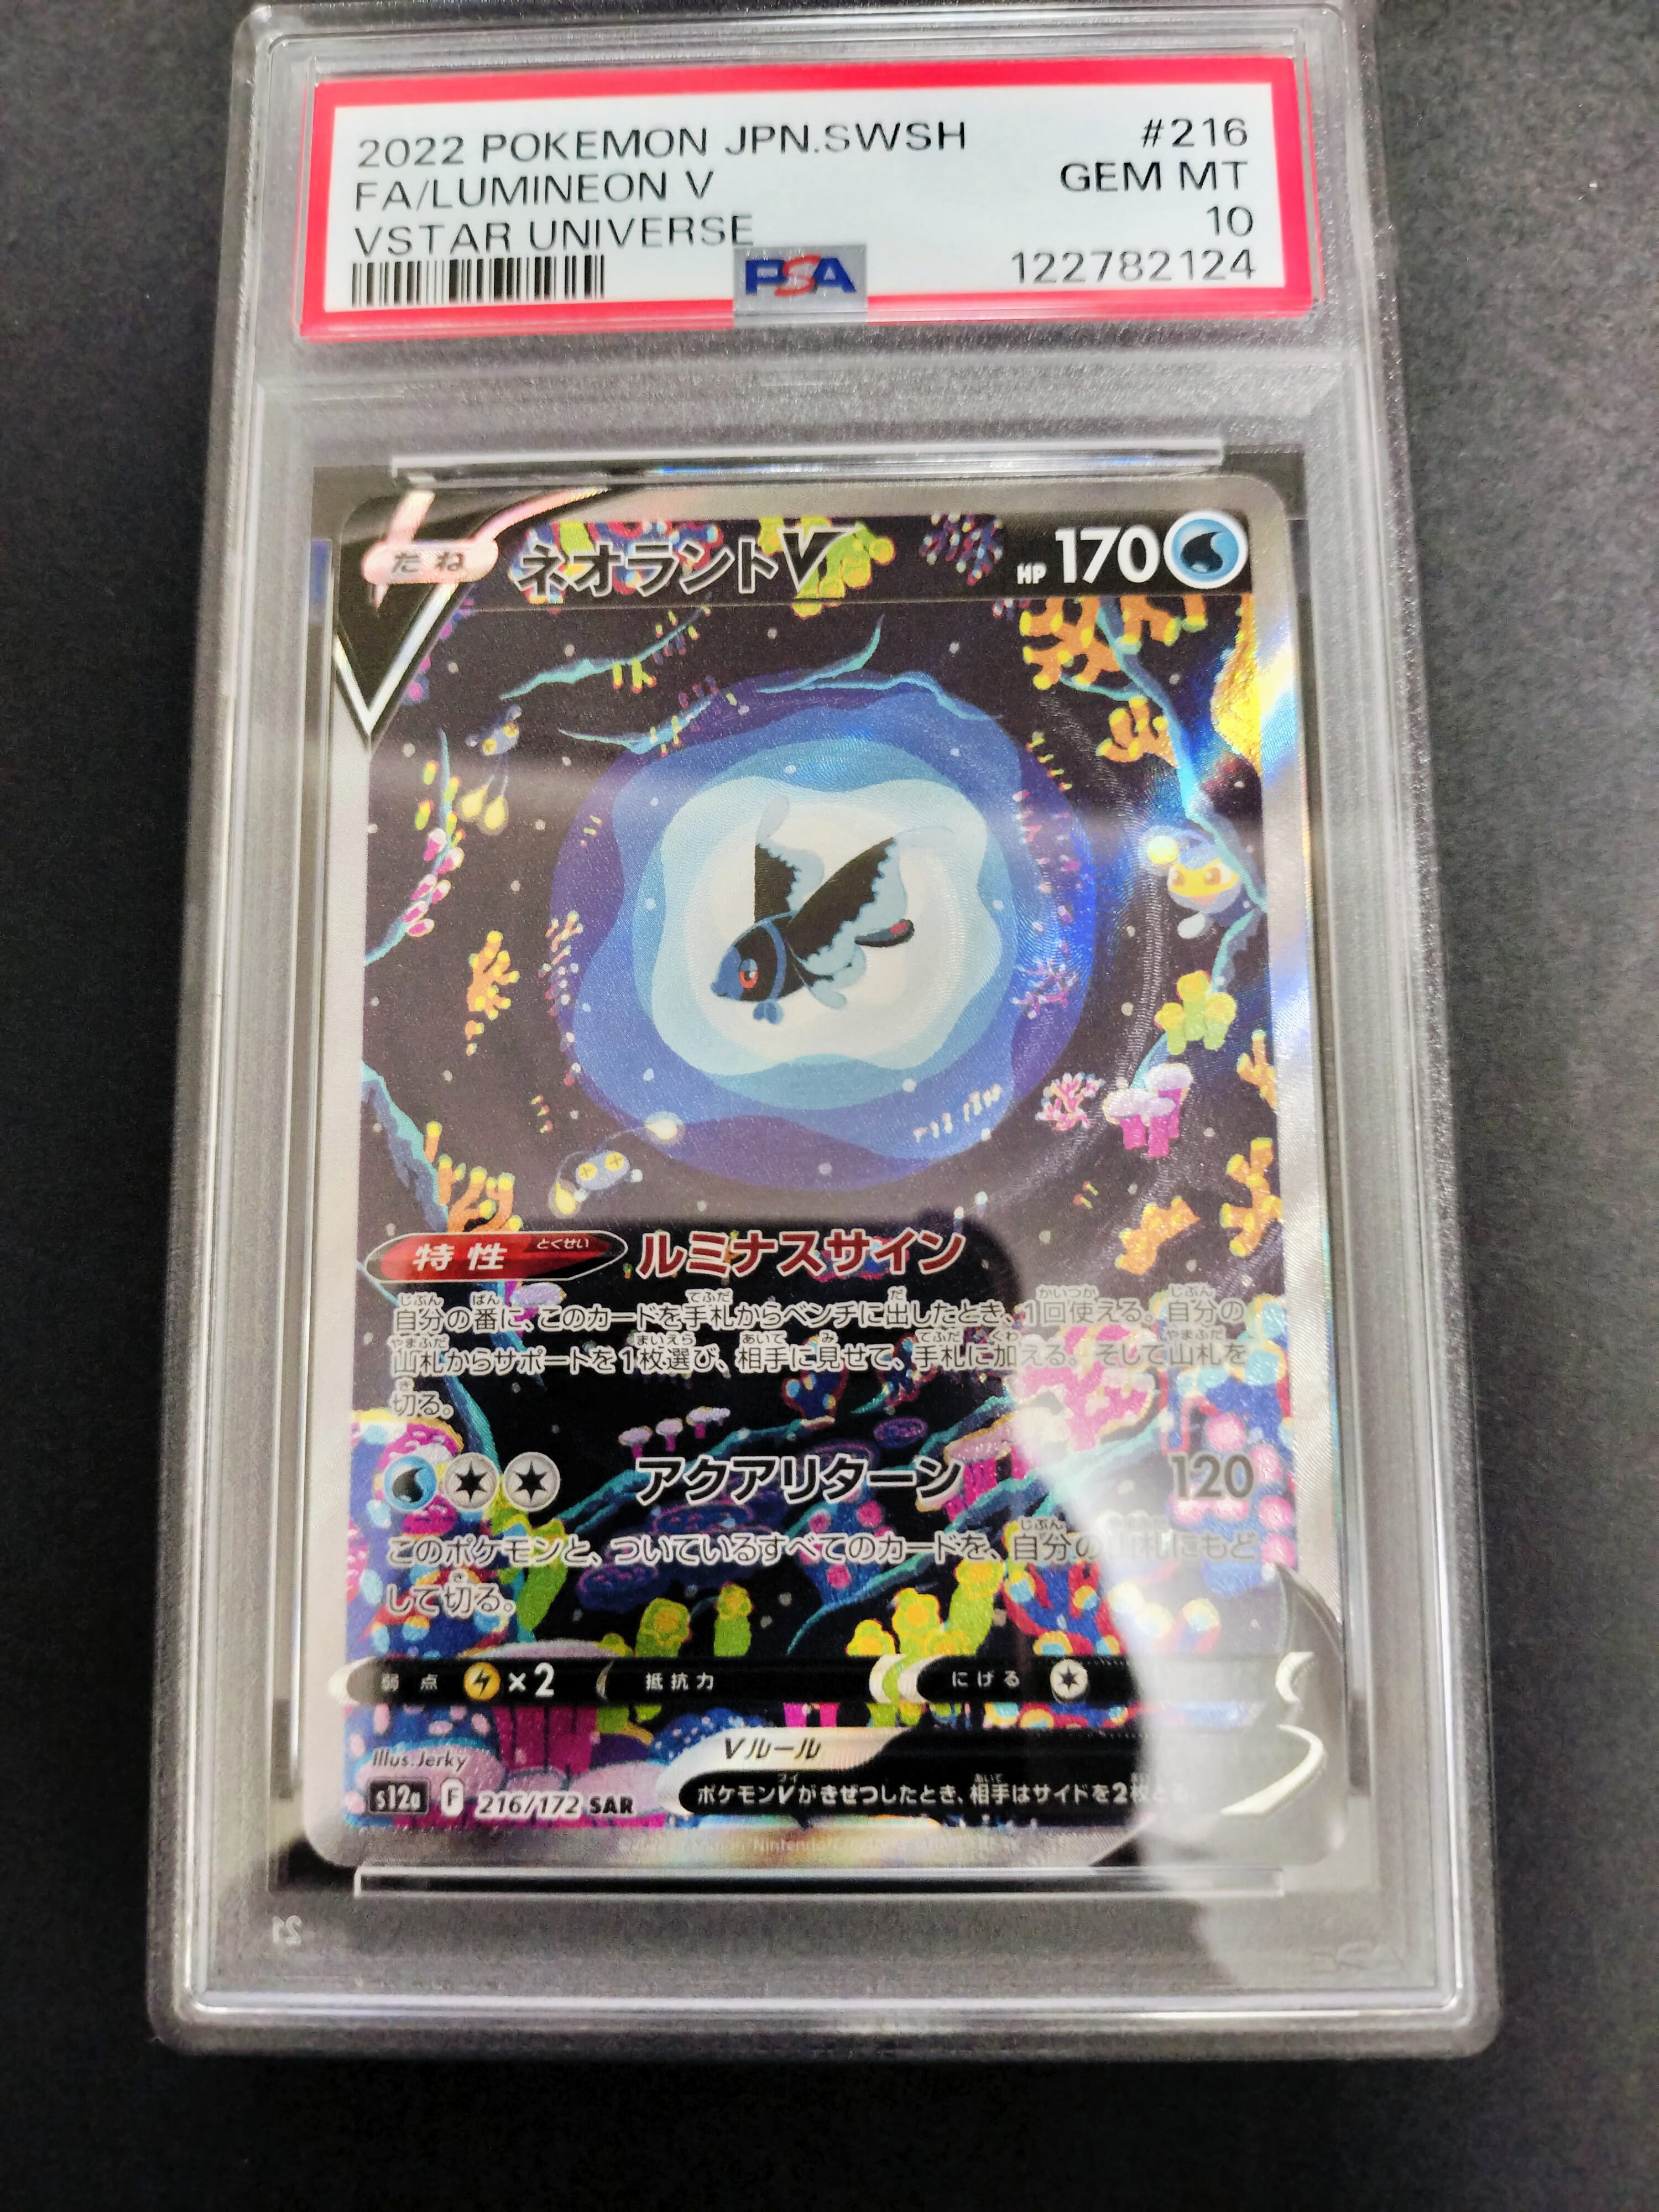 2022 POKEMON JPN.SWSH #216
FA/LUMINEON V GEM MT
VSTAR UNIVERSE 10
PSA 122782124
たね ネオラントV HP 170
特性 とくせい ルミナスサイン
自分の番に、このカードを手札からベンチに出したとき、1回使える。自分の
山札からサポートを1枚選び、相手に見せて、手札に加える。そして山札を
切る。
アクアリターン 120
このポケモンと、ついているすべてのカードを、自分の山札にもど
して切る。
弱点 ×2 抵抗力 にげる
Illus. Jerky
Vルール
s12a F 216/172 SAR
ポケモンVがきぜつしたとき、相手はサイドを2枚とる。